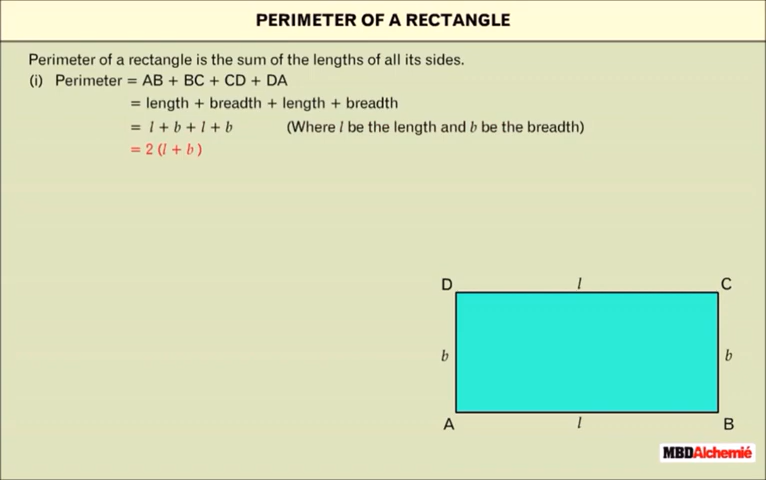 PERIMETER OF A RECTANGLE
Perimeter of a rectangle is the sum of the lengths of all its sides.
(i) Perimeter = AB + BC + CD + DA
= length + breadth + length + breadth
= l + b + l + b (Where l be the length and b be the breadth)
= 2 (l + b)
D l C
b b
A l B
MBDAlchemié